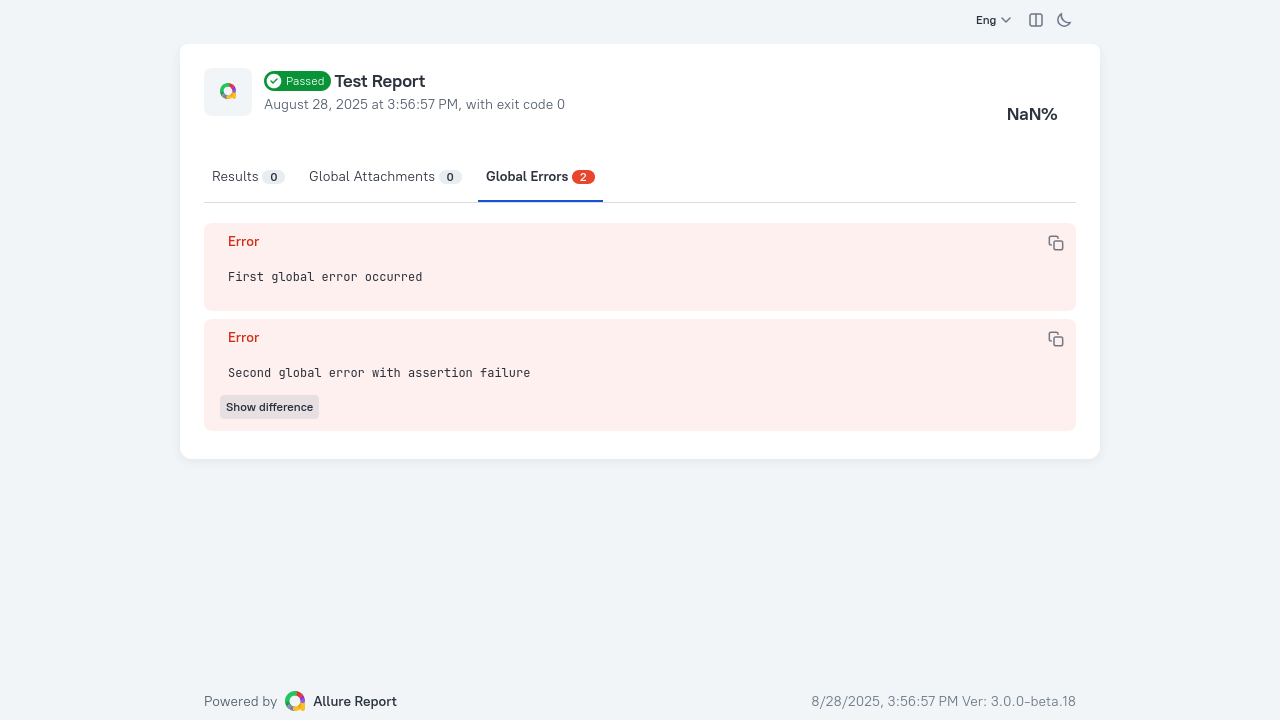 Eng
Passed Test Report
August 28, 2025 at 3:56:57 PM, with exit code 0
NaN%
Results 0 Global Attachments 0 Global Errors 2
Error
First global error occurred
Error
Second global error with assertion failure
Show difference
Powered by Allure Report 8/28/2025, 3:56:57 PM Ver: 3.0.0-beta.18